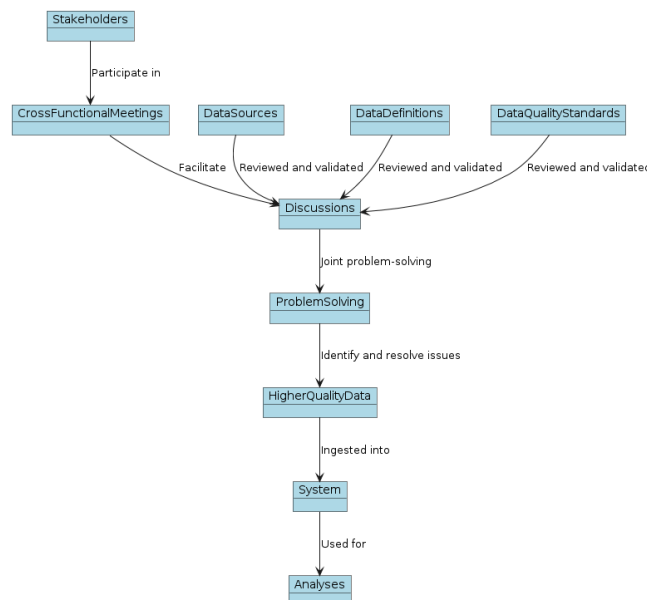 Stakeholders
Participate in
CrossFunctionalMeetings
DataSources
DataDefinitions
DataQualityStandards
Facilitate
Reviewed and validated
Reviewed and validated
Reviewed and validated
Discussions
Joint problem-solving
ProblemSolving
Identify and resolve issues
HigherQualityData
Ingested into
System
Used for
Analyses